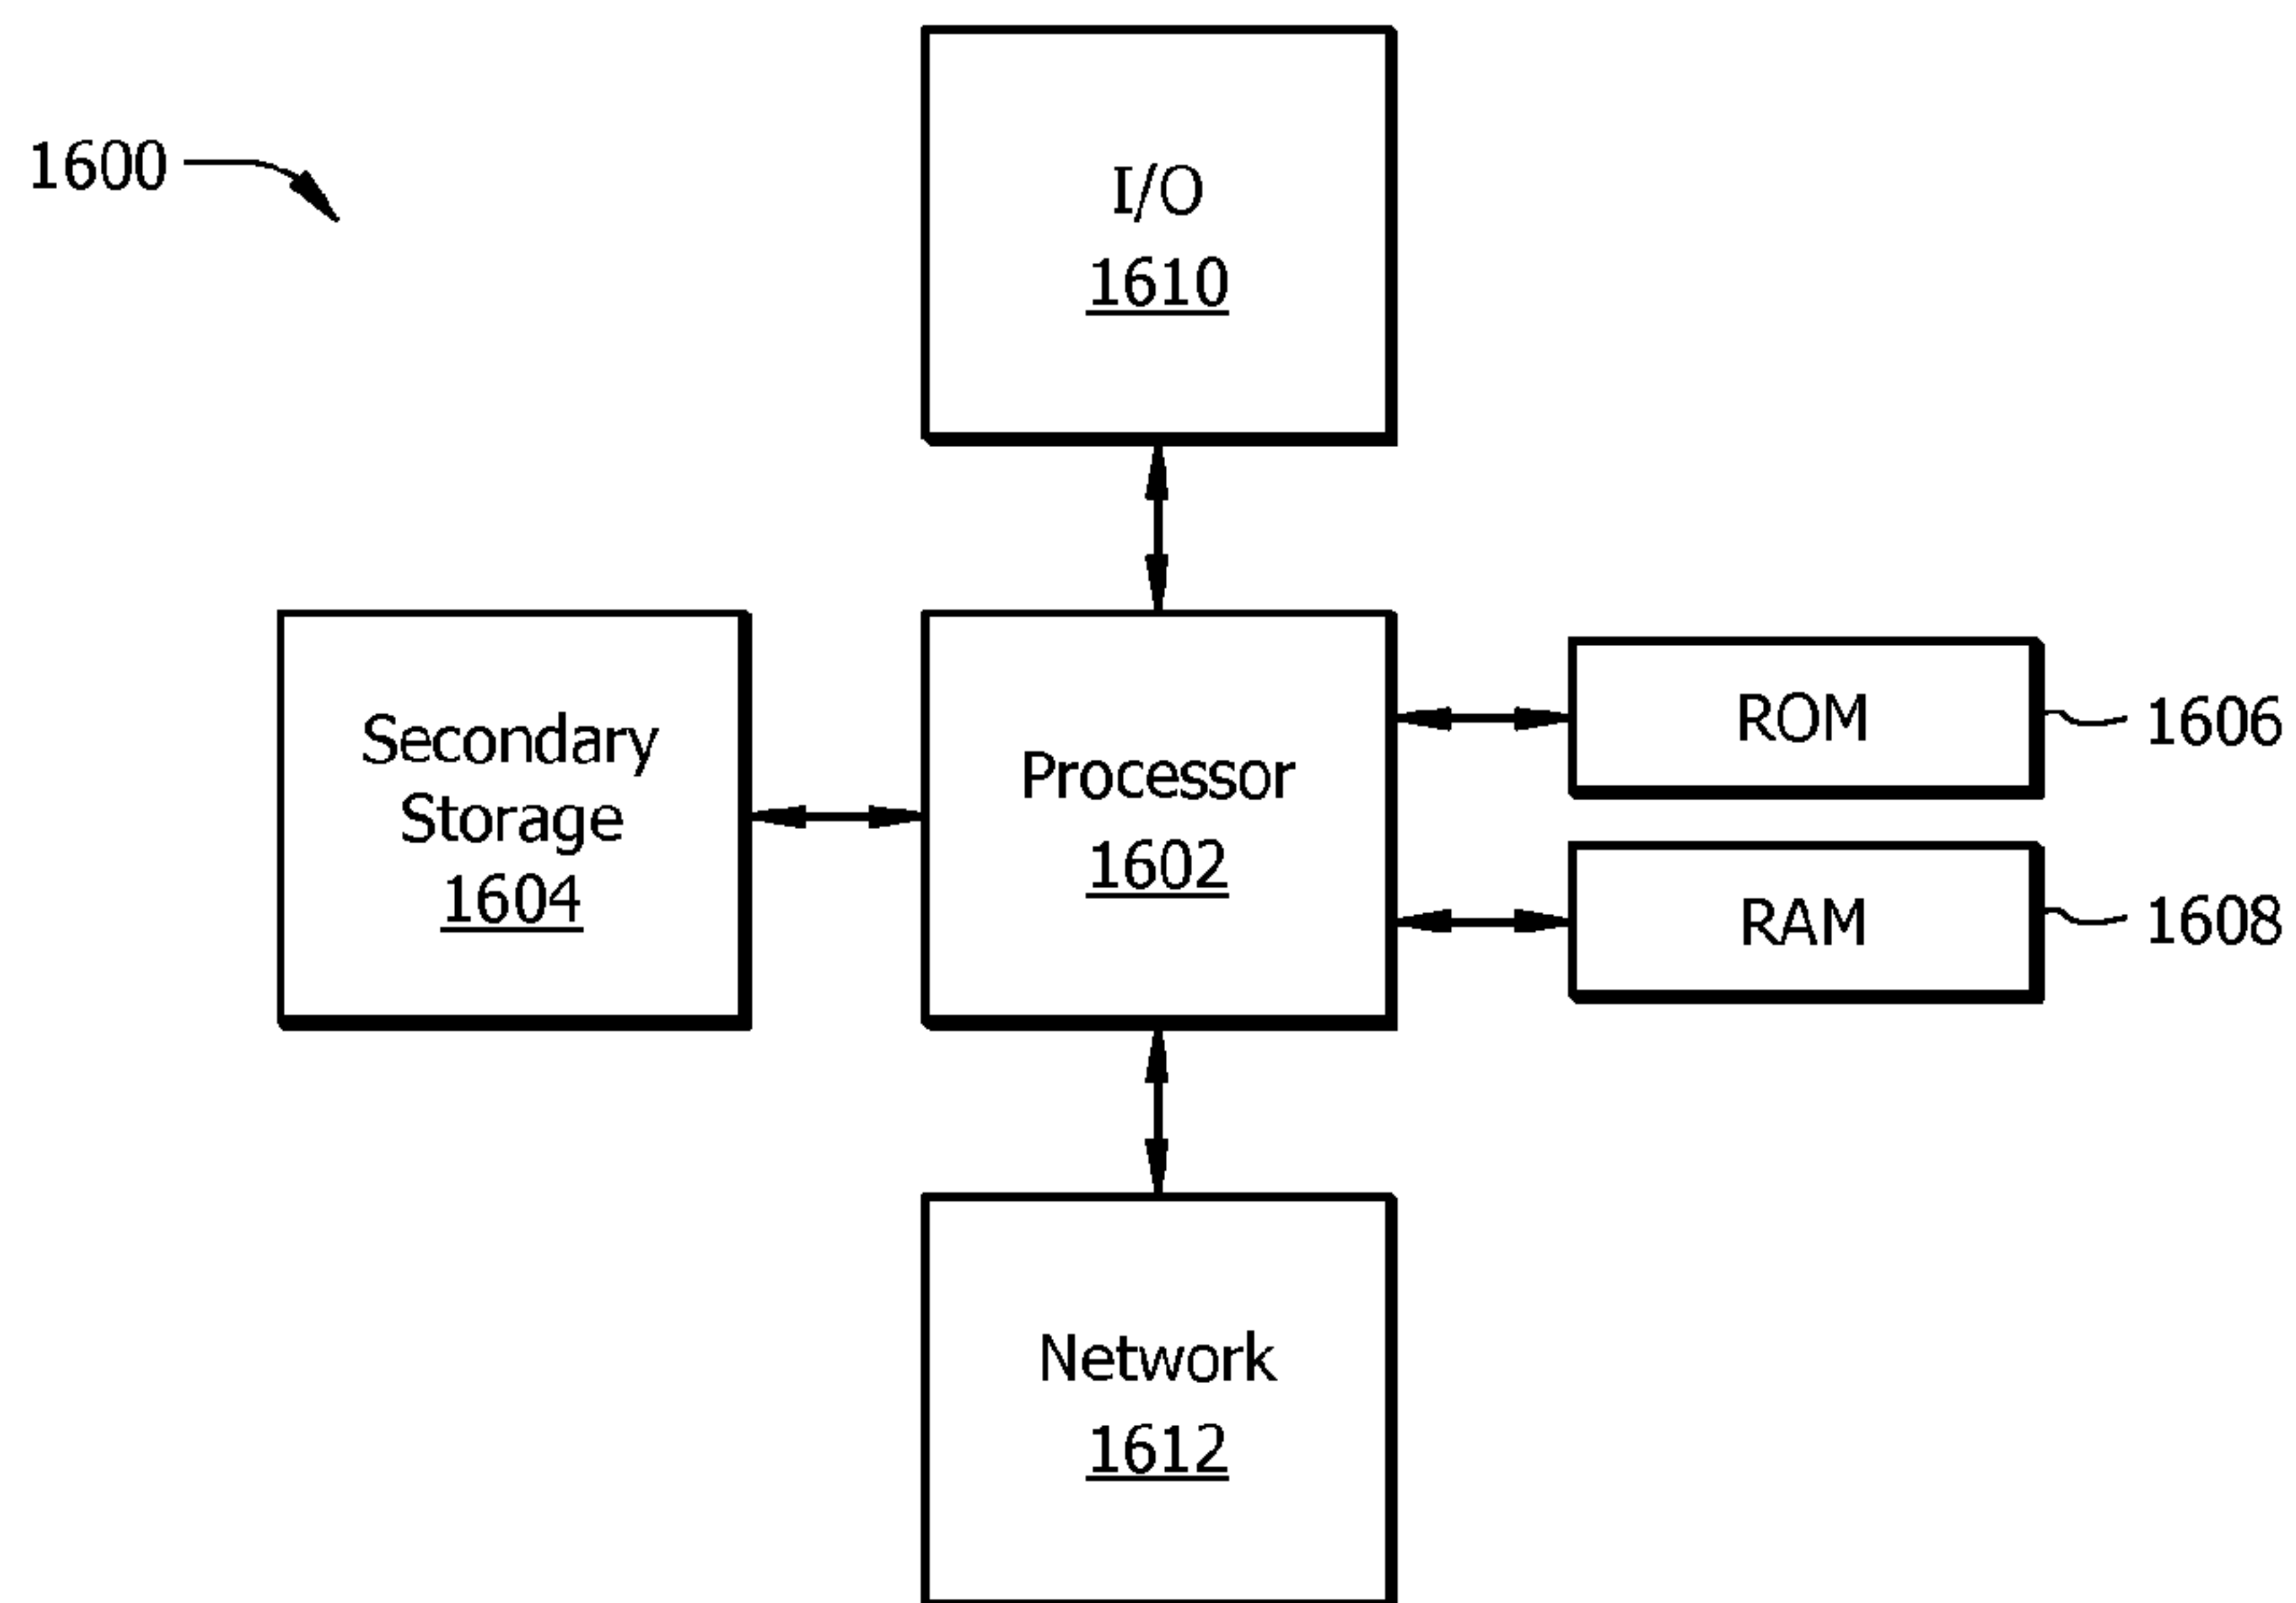 1600
I/O
1610
Secondary
Storage
1604
Processor
1602
ROM
1606
RAM
1608
Network
1612